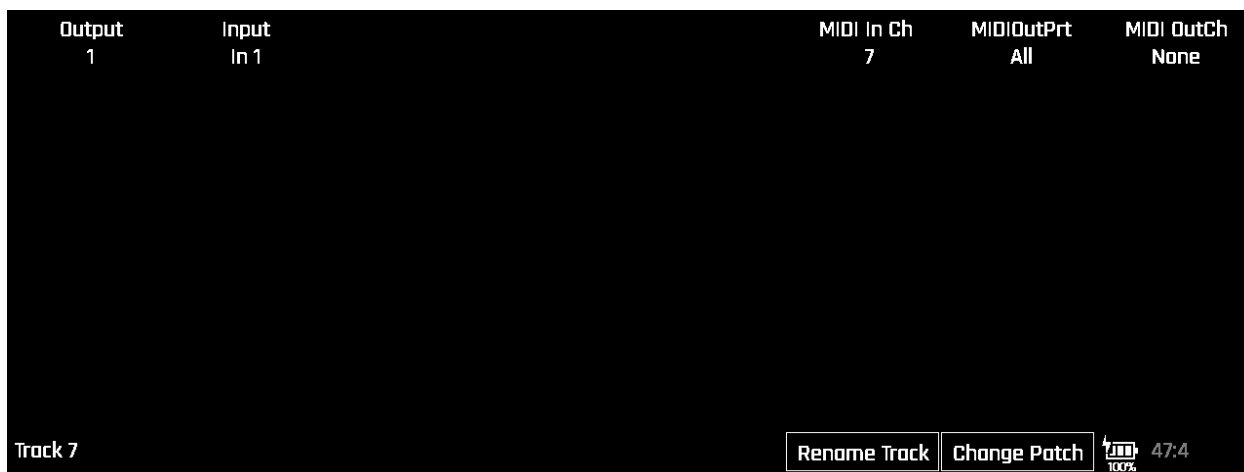 Output Input MIDI In Ch MIDIOutPrt MIDI OutCh
1 In 1 7 All None
Track 7 Rename Track Change Patch 100% 47:4